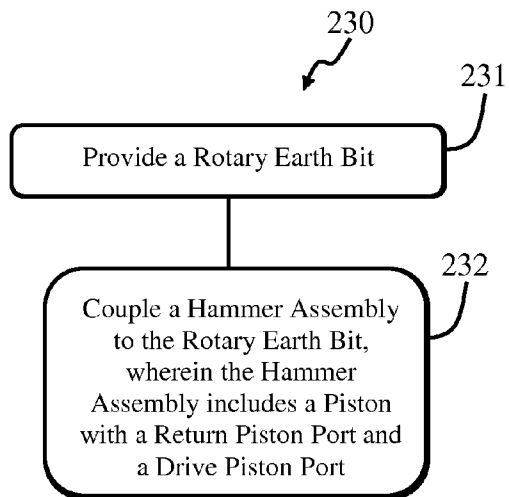 230
231
Provide a Rotary Earth Bit
232
Couple a Hammer Assembly
to the Rotary Earth Bit,
wherein the Hammer
Assembly includes a Piston
with a Return Piston Port and
a Drive Piston Port